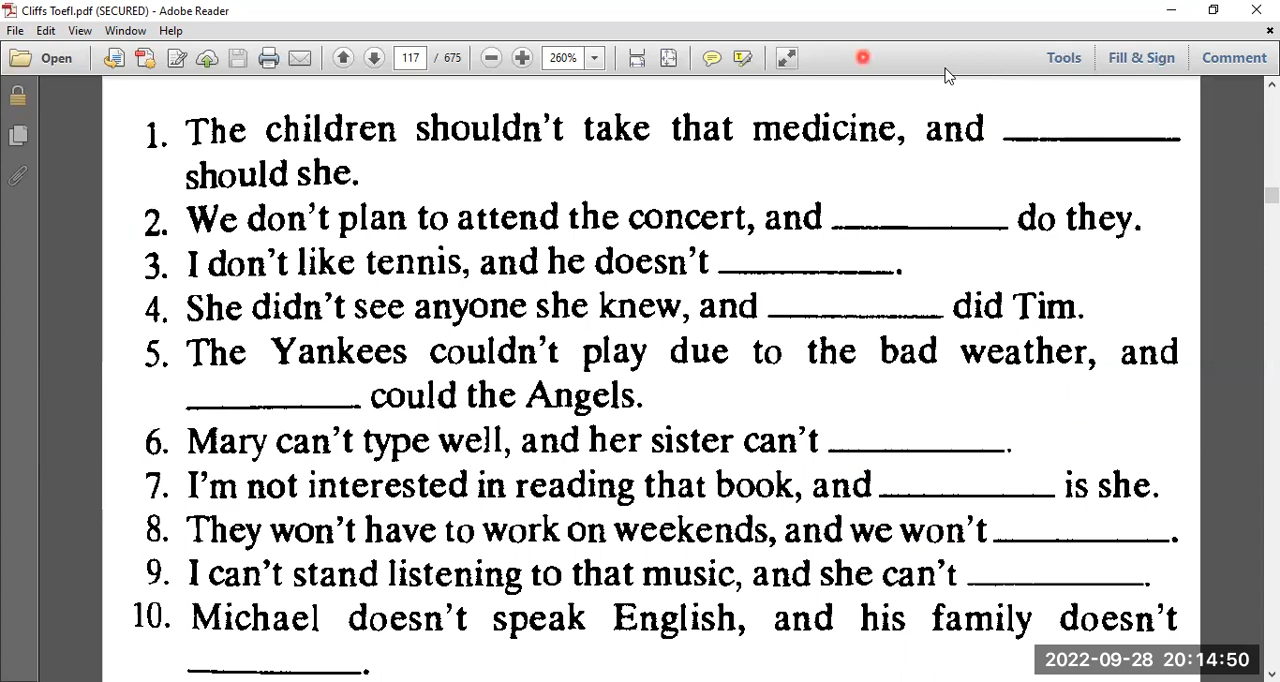 Cliffs Toefl.pdf (SECURED) - Adobe Reader
File Edit View Window Help
Open 117 / 675 260% Tools Fill & Sign Comment
1. The children shouldn't take that medicine, and __________
should she.
2. We don't plan to attend the concert, and __________ do they.
3. I don't like tennis, and he doesn't __________.
4. She didn't see anyone she knew, and __________ did Tim.
5. The Yankees couldn't play due to the bad weather, and
__________ could the Angels.
6. Mary can't type well, and her sister can't __________.
7. I'm not interested in reading that book, and __________ is she.
8. They won't have to work on weekends, and we won't __________.
9. I can't stand listening to that music, and she can't __________.
10. Michael doesn't speak English, and his family doesn't
__________.
2022-09-28 20:14:50